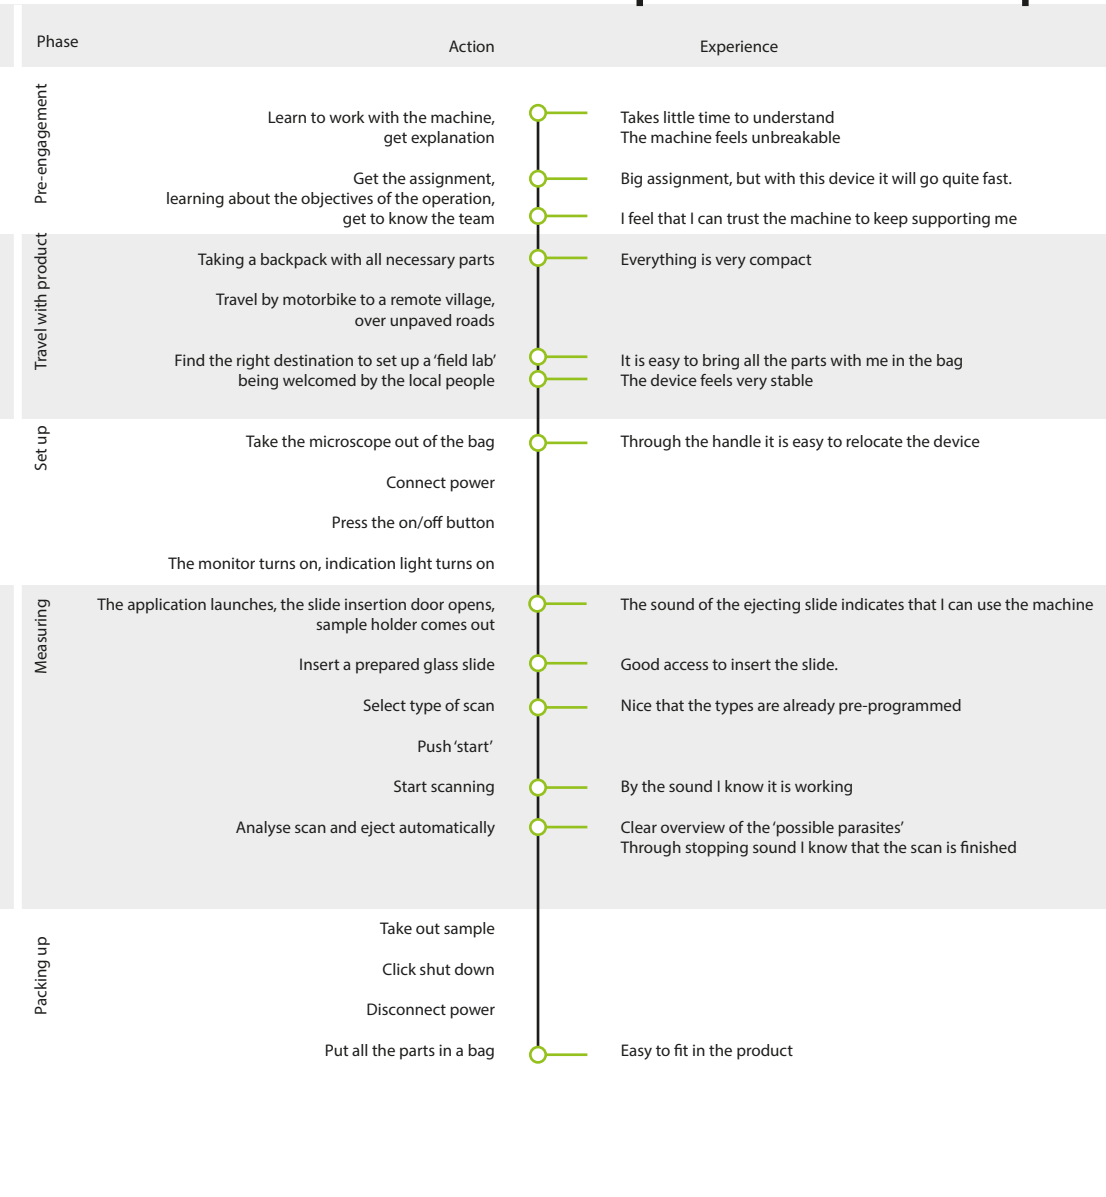 Phase
Action
Experience
Pre-engagement
Learn to work with the machine,
get explanation
Takes little time to understand
The machine feels unbreakable
Get the assignment,
learning about the objectives of the operation,
get to know the team
Big assignment, but with this device it will go quite fast.
I feel that I can trust the machine to keep supporting me
Travel with product
Taking a backpack with all necessary parts
Everything is very compact
Travel by motorbike to a remote village,
over unpaved roads
Find the right destination to set up a ‘field lab’
being welcomed by the local people
It is easy to bring all the parts with me in the bag
The device feels very stable
Set up
Take the microscope out of the bag
Through the handle it is easy to relocate the device
Connect power
Press the on/off button
The monitor turns on, indication light turns on
Measuring
The application launches, the slide insertion door opens,
sample holder comes out
The sound of the ejecting slide indicates that I can use the machine
Insert a prepared glass slide
Good access to insert the slide.
Select type of scan
Nice that the types are already pre-programmed
Push ‘start’
Start scanning
By the sound I know it is working
Analyse scan and eject automatically
Clear overview of the ‘possible parasites’
Through stopping sound I know that the scan is finished
Packing up
Take out sample
Click shut down
Disconnect power
Put all the parts in a bag
Easy to fit in the product